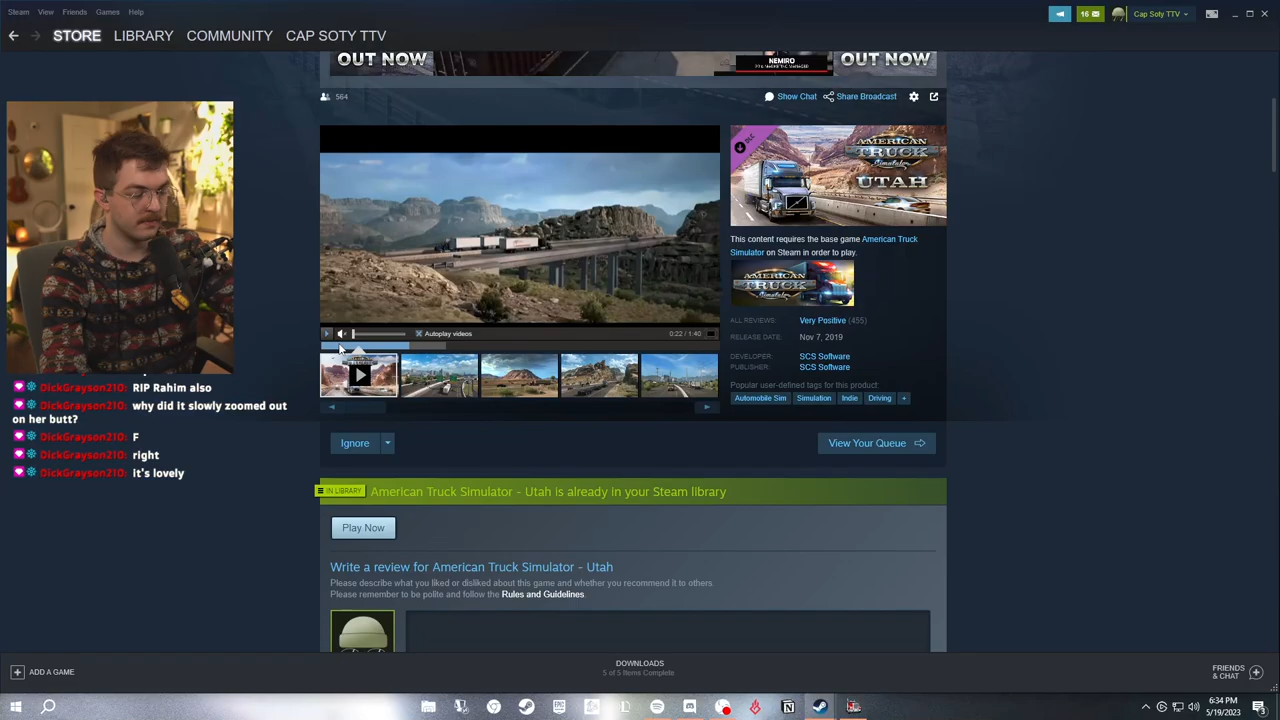 Steam View Friends Games Help
16
Cap Soty TTV
STORE LIBRARY COMMUNITY CAP SOTY TTV
OUT NOW
NEMIRO
OUT NOW
564
Show Chat
Share Broadcast
AMERICAN
TRUCK
Simulator
UTAH
This content requires the base game American Truck
Simulator on Steam in order to play.
AMERICAN
TRUCK
Simulator
ALL REVIEWS: Very Positive (455)
RELEASE DATE: Nov 7, 2019
DEVELOPER: SCS Software
PUBLISHER: SCS Software
Popular user-defined tags for this product:
Automobile Sim Simulation Indie Driving +
Autoplay videos
0:22 / 1:40
DickGrayson210: RIP Rahim also
DickGrayson210: why did it slowly zoomed out
on her butt?
DickGrayson210: F
DickGrayson210: right
DickGrayson210: it's lovely
Ignore
View Your Queue
IN LIBRARY
American Truck Simulator - Utah is already in your Steam library
Play Now
Write a review for American Truck Simulator - Utah
Please describe what you liked or disliked about this game and whether you recommend it to others.
Please remember to be polite and follow the Rules and Guidelines.
ADD A GAME
DOWNLOADS
5 of 5 Items Complete
FRIENDS
& CHAT
6:34 PM
5/19/2023